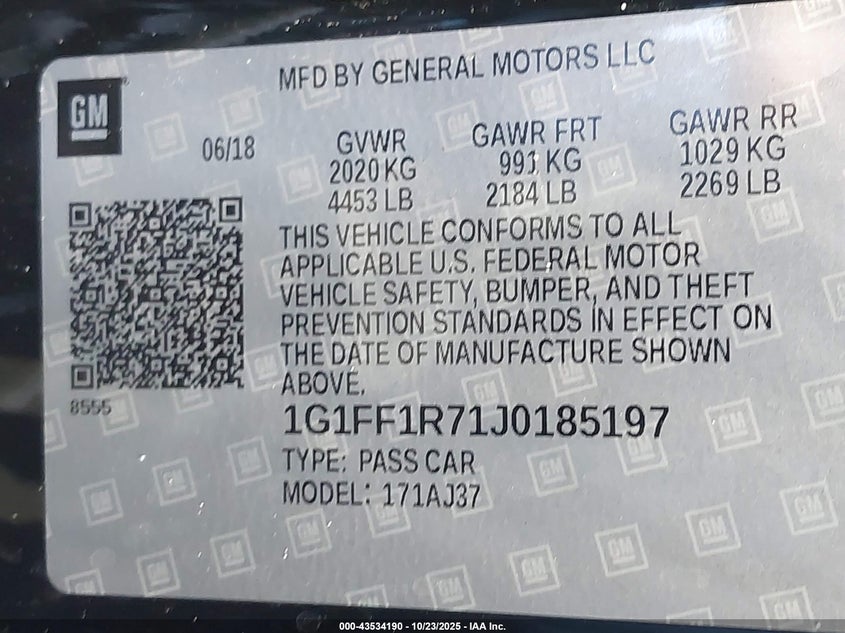 MFD BY GENERAL MOTORS LLC
GM
06/18
GVWR
2020 KG
4453 LB
GAWR FRT
991 KG
2184 LB
GAWR RR
1029 KG
2269 LB
THIS VEHICLE CONFORMS TO ALL
APPLICABLE U.S. FEDERAL MOTOR
VEHICLE SAFETY, BUMPER, AND THEFT
PREVENTION STANDARDS IN EFFECT ON
THE DATE OF MANUFACTURE SHOWN
ABOVE.
8555
1G1FF1R71J0185197
TYPE: PASS CAR
MODEL: 171AJ37
000-43534190 - 10/23/2025 - IAA Inc.